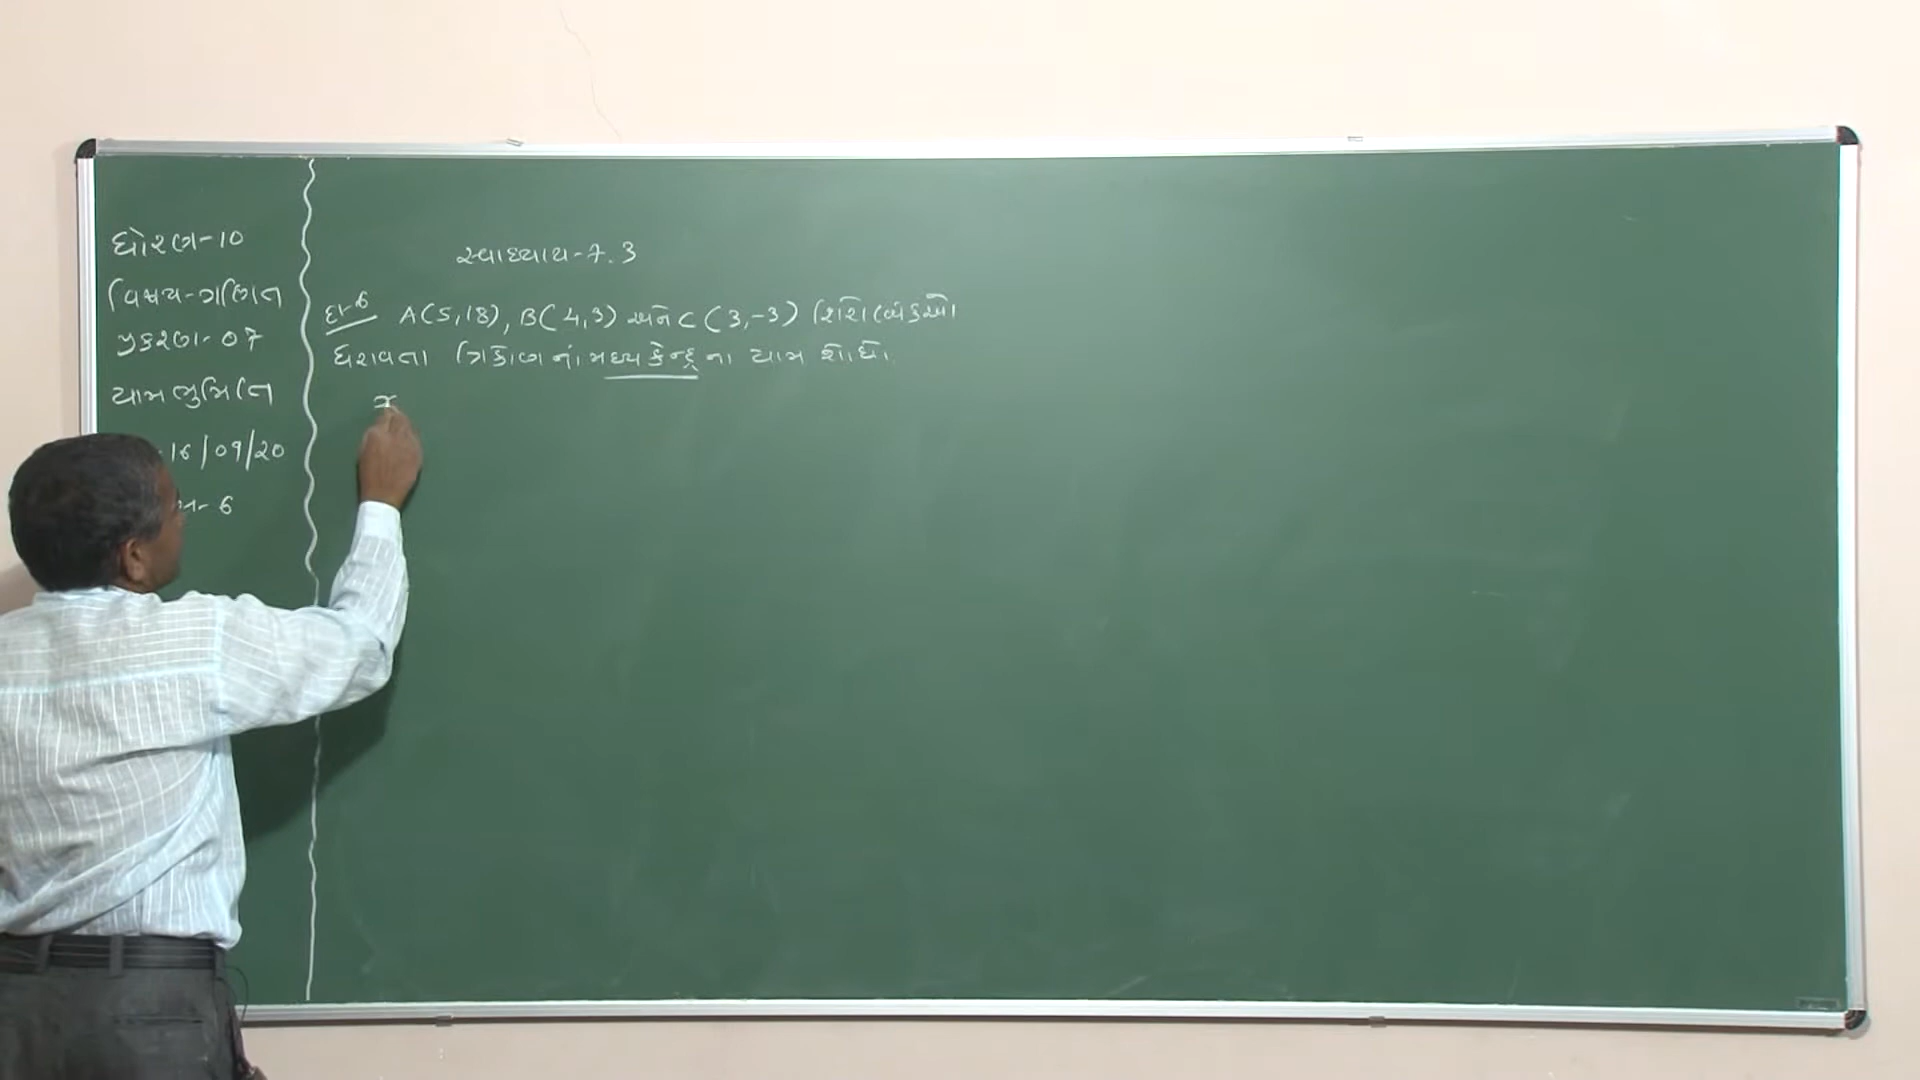 ધોરણ-10
વિષય-ગણિત
પ્રકરણ-07
યામ ભુમિતિ
16/09/20
6
સ્વાધ્યાય-7.3
દા-6 A(5,18), B(4,3) અને C(3,-3) શિરોબિંદુઓ
ધરાવતા ત્રિકોણનાં મધ્યકેન્દ્રના યામ શોધો.